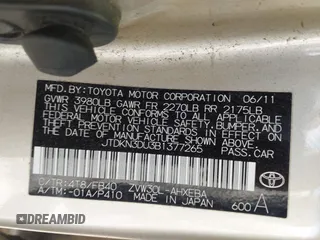 MFD.BY:TOYOTA MOTOR CORPORATION 06/11
GVWR 3980LB GAWR FR 2270LB RR 2175LB
THIS VEHICLE CONFORMS TO ALL APPLICABLE
FEDERAL MOTOR VEHICLE SAFETY, BUMPER, AND
THEFT PREVENTION STANDARDS IN EFFECT ON
THE DATE OF MANUFACTURE SHOWN ABOVE.
JTDKN3DU3B1377265
PASS.CAR
C/TR:4T8/FB40 ZVW30L-AHXEBA
A/TM:-01A/P410 MADE IN JAPAN
TOYOTA
600 A
DREAMBID